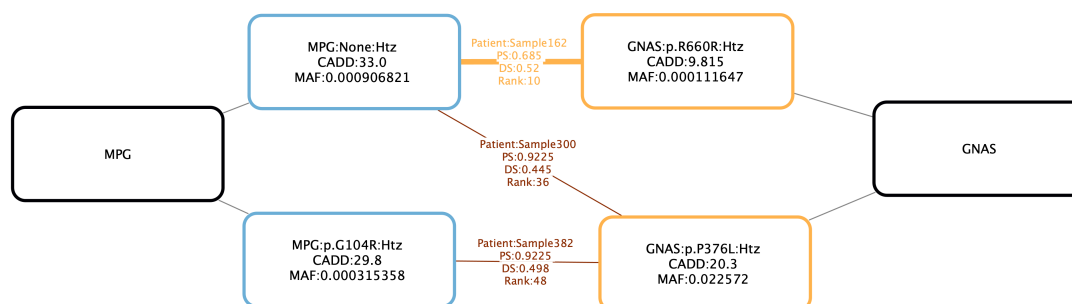 MPG:None:Htz
CADD:33.0
MAF:0.000906821
Patient:Sample162
PS:0.685
DS:0.52
Rank:10
GNAS:p.R660R:Htz
CADD:9.815
MAF:0.000111647
MPG
Patient:Sample300
PS:0.9225
DS:0.445
Rank:36
GNAS
MPG:p.G104R:Htz
CADD:29.8
MAF:0.000315358
Patient:Sample382
PS:0.9225
DS:0.498
Rank:48
GNAS:p.P376L:Htz
CADD:20.3
MAF:0.022572